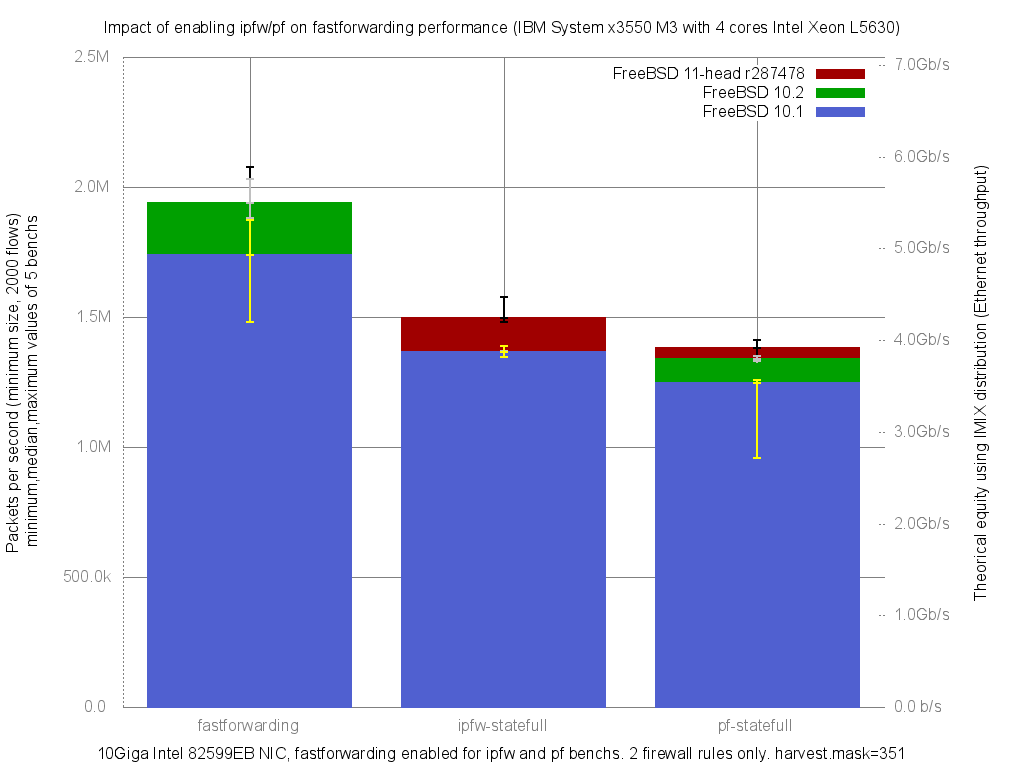 Impact of enabling ipfw/pf on fastforwarding performance (IBM System x3550 M3 with 4 cores Intel Xeon L5630)
2.5M
2.0M
1.5M
1.0M
500.0k
0.0
Packets per second (minimum size, 2000 flows)
minimum,median,maximum values of 5 benchs
FreeBSD 11-head r287478
FreeBSD 10.2
FreeBSD 10.1
7.0Gb/s
6.0Gb/s
5.0Gb/s
4.0Gb/s
3.0Gb/s
2.0Gb/s
1.0Gb/s
0.0 b/s
Theorical equity using IMIX distribution (Ethernet throughput)
fastforwarding
ipfw-statefull
pf-statefull
10Giga Intel 82599EB NIC, fastforwarding enabled for ipfw and pf benchs. 2 firewall rules only. harvest.mask=351